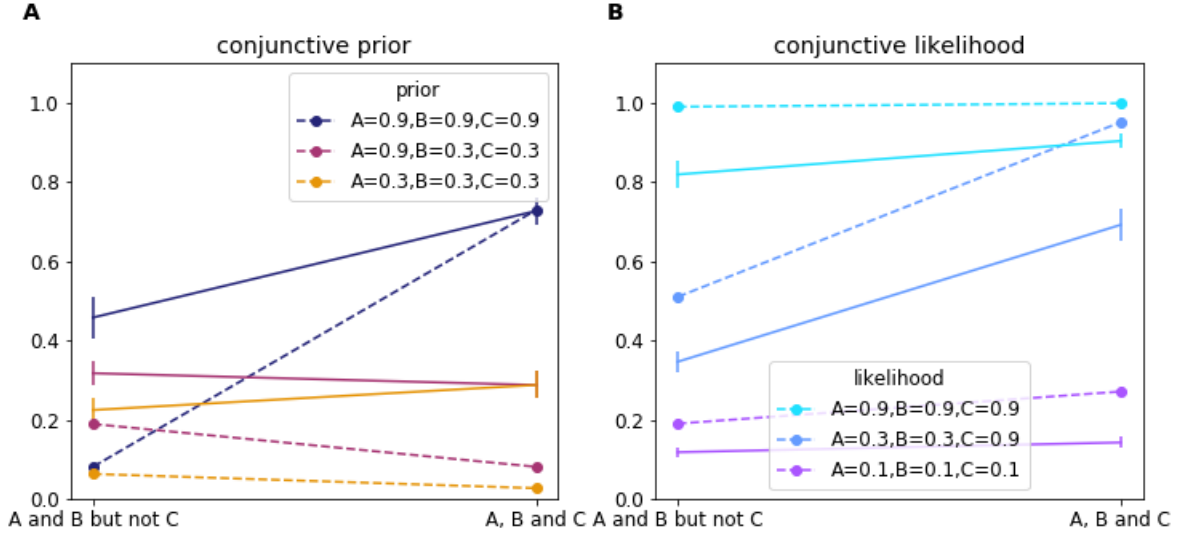 A
conjunctive prior
1.0
0.8
0.6
0.4
0.2
0.0
prior
A=0.9,B=0.9,C=0.9
A=0.9,B=0.3,C=0.3
A=0.3,B=0.3,C=0.3
A and B but not C
A, B and C
B
conjunctive likelihood
1.0
0.8
0.6
0.4
0.2
0.0
likelihood
A=0.9,B=0.9,C=0.9
A=0.3,B=0.3,C=0.9
A=0.1,B=0.1,C=0.1
A and B but not C
A, B and C